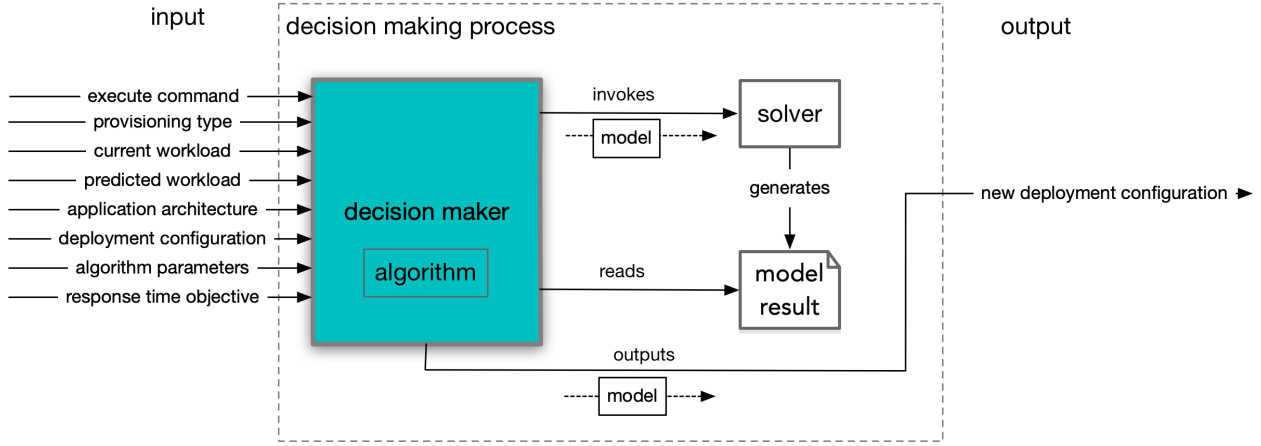 input
decision making process
output
execute command
provisioning type
current workload
predicted workload
application architecture
deployment configuration
algorithm parameters
response time objective
decision maker
algorithm
invokes
model
solver
generates
reads
model
result
outputs
model
new deployment configuration